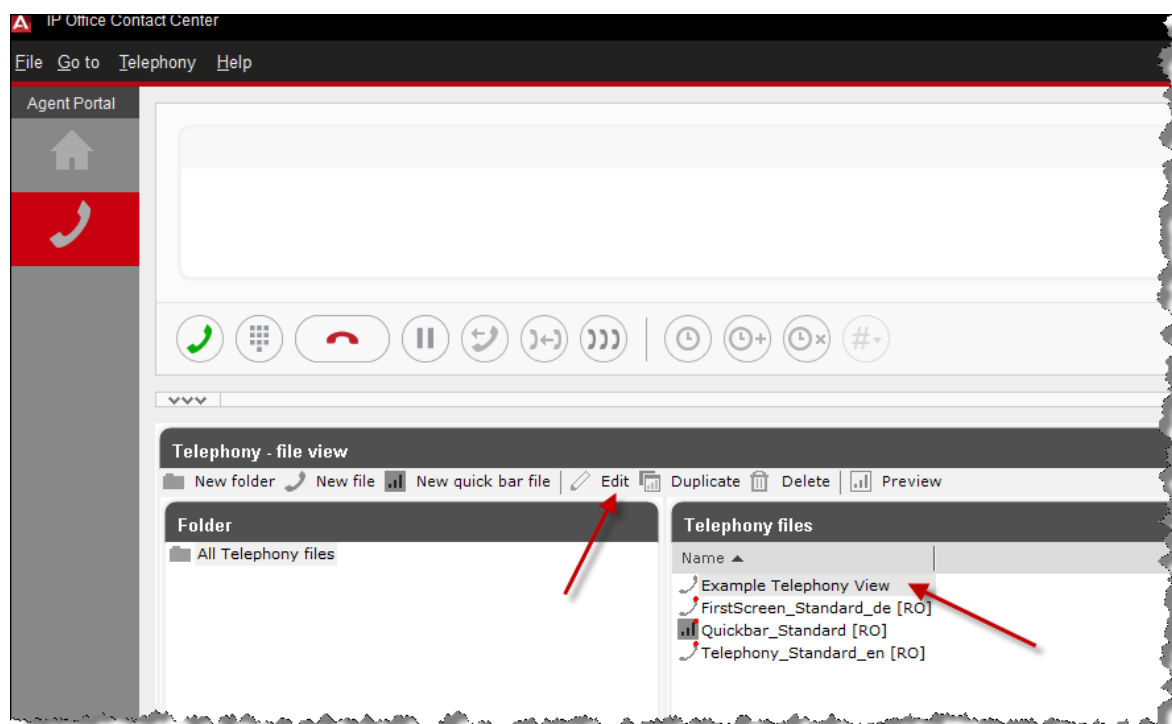 IP Office Contact Center
File Go to Telephony Help
Agent Portal
Telephony - file view
New folder New file New quick bar file Edit Duplicate Delete Preview
Folder
All Telephony files
Telephony files
Name
Example Telephony View
FirstScreen_Standard_de [RO]
Quickbar_Standard [RO]
Telephony_Standard_en [RO]